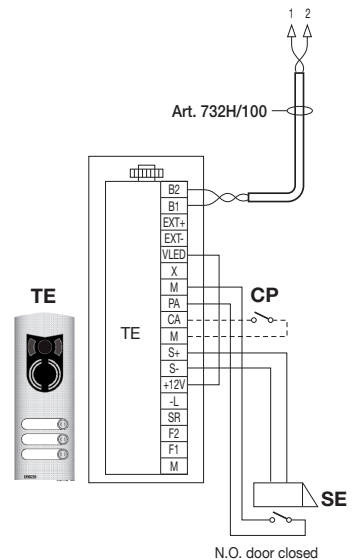 1 2
Art. 732H/100
B2
B1
EXT+
EXT-
VLED
X
M
PA
CA
M
S+
S-
+12V
-L
SR
F2
F1
M
TE
TE
CP
SE
N.O. door closed